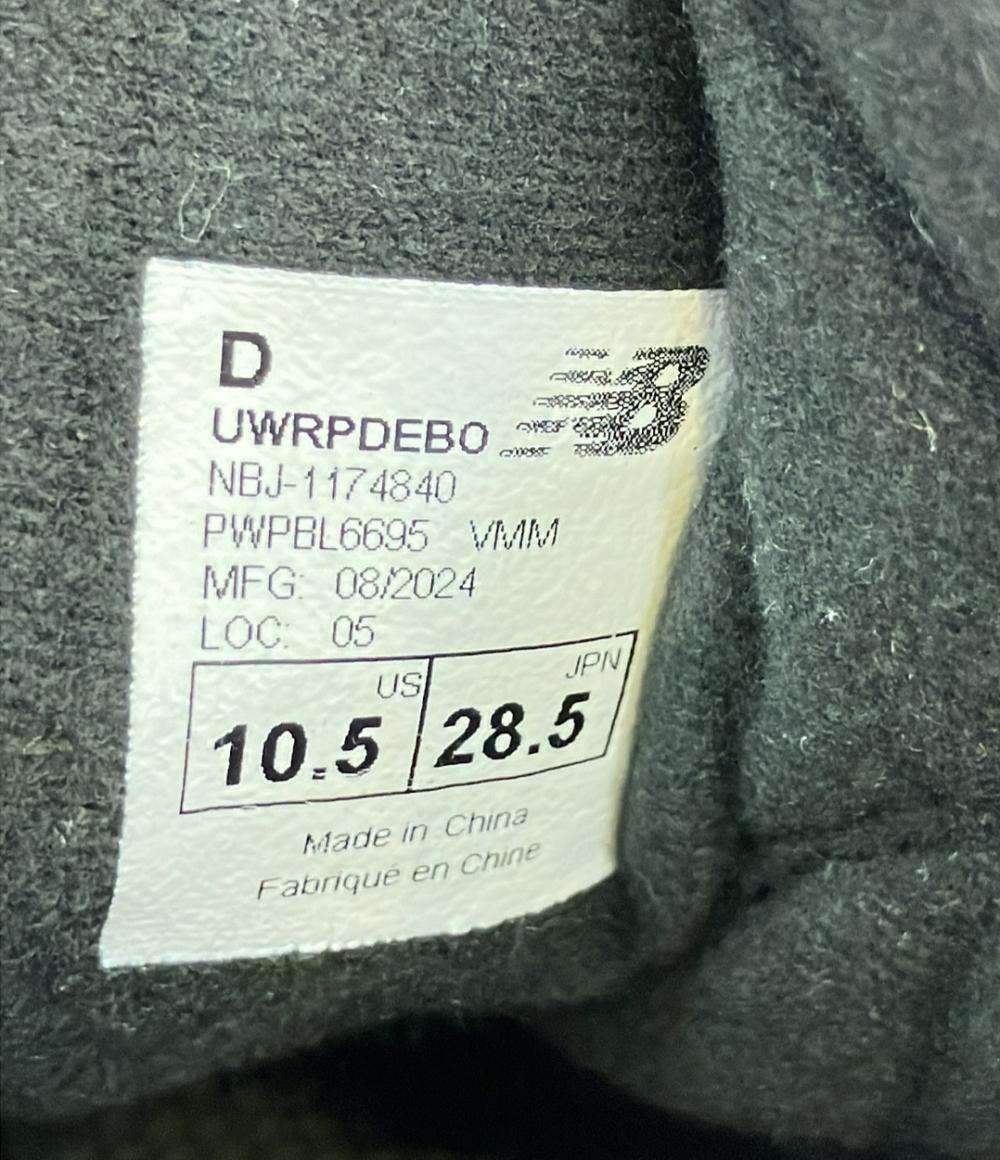 D
UWRPDEBO
NBJ-1174840
PWPBL6695 VMM
MFG: 08/2024
LOC: 05
US JPN
10.5 28.5
Made in China
Fabriqué en Chine